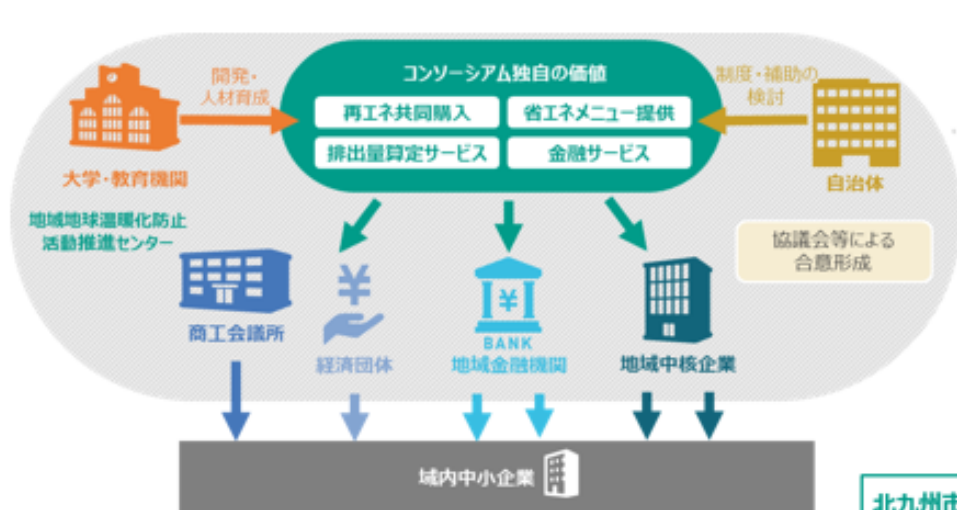 コンソーシアム独自の価値
再エネ共同購入
省エネメニュー提供
排出量算定サービス
金融サービス
開発・
人材育成
制度・補助の
検討
大学・教育機関
自治体
地域地球温暖化防止
活動推進センター
協議会等による
合意形成
商工会議所
¥
経済団体
¥
BANK
地域金融機関
地域中核企業
域内中小企業
北九州市